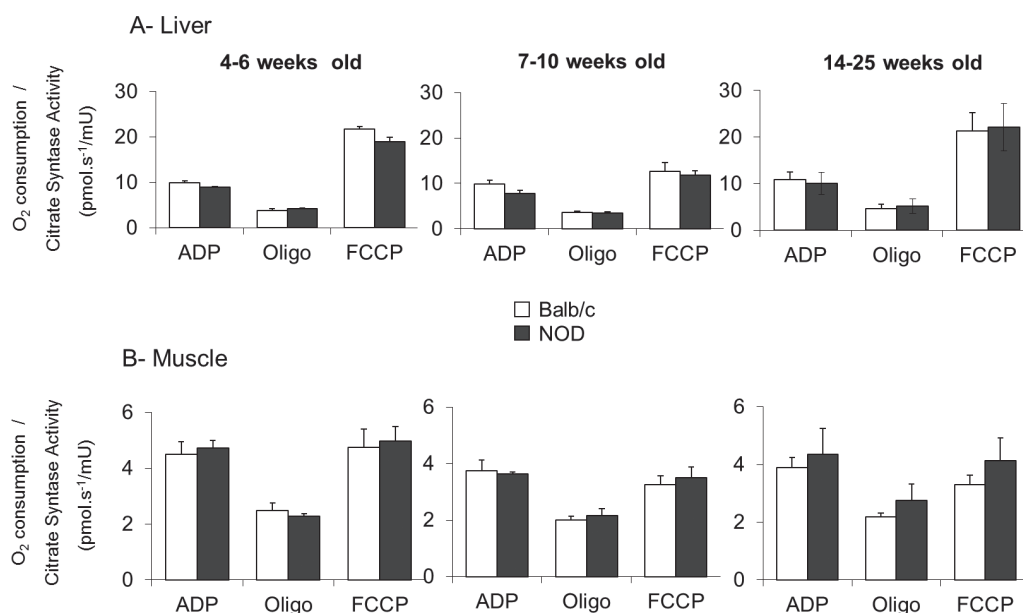 A- Liver
4-6 weeks old
7-10 weeks old
14-25 weeks old
O2 consumption /
Citrate Syntase Activity
(pmol.s-1/mU)
30
20
10
0
ADP Oligo FCCP
30
20
10
0
ADP Oligo FCCP
30
20
10
0
ADP Oligo FCCP
Balb/c
NOD
B- Muscle
O2 consumption /
Citrate Syntase Activity
(pmol.s-1/mU)
6
4
2
0
ADP Oligo FCCP
6
4
2
0
ADP Oligo FCCP
6
4
2
0
ADP Oligo FCCP